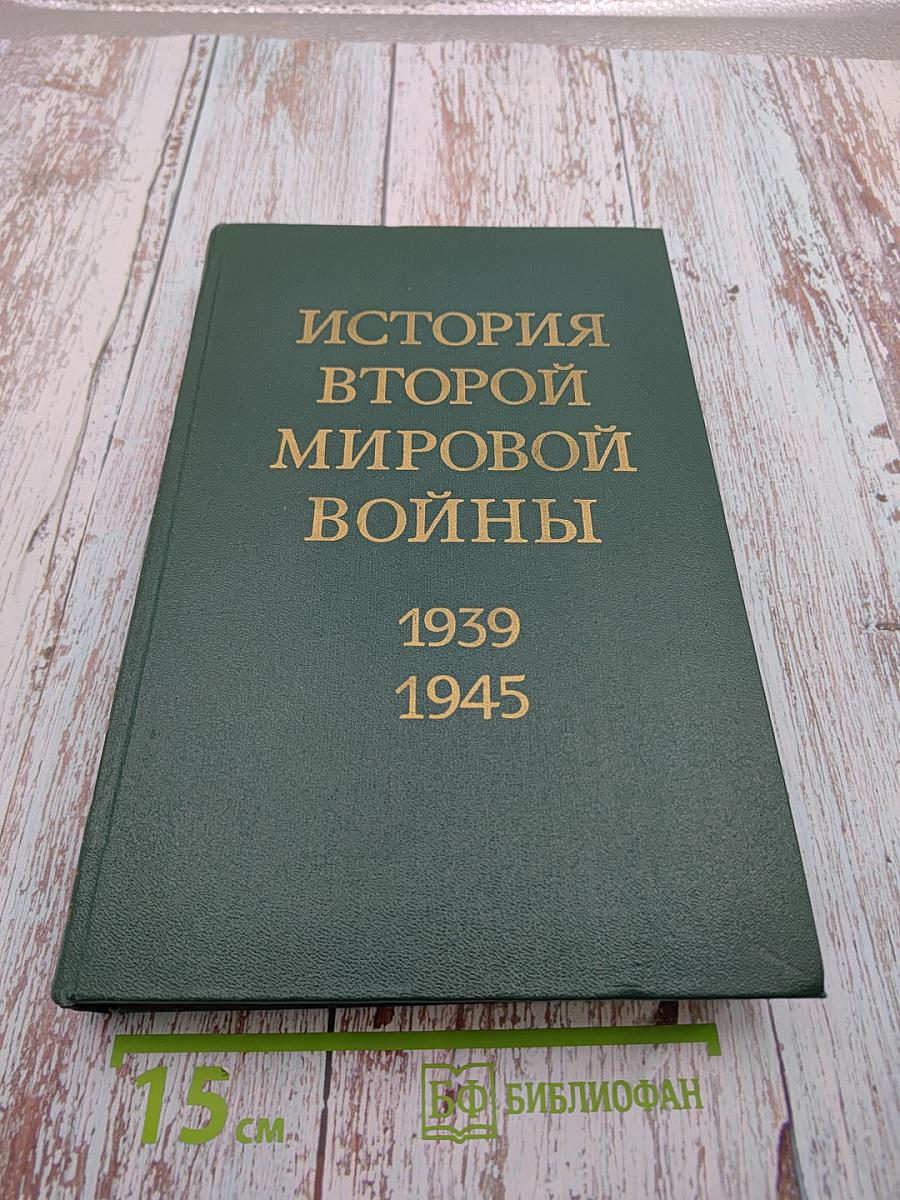 ИСТОРИЯ
ВТОРОЙ
МИРОВОЙ
ВОЙНЫ
1939
1945
15 см
БФ БИБЛИОФАН